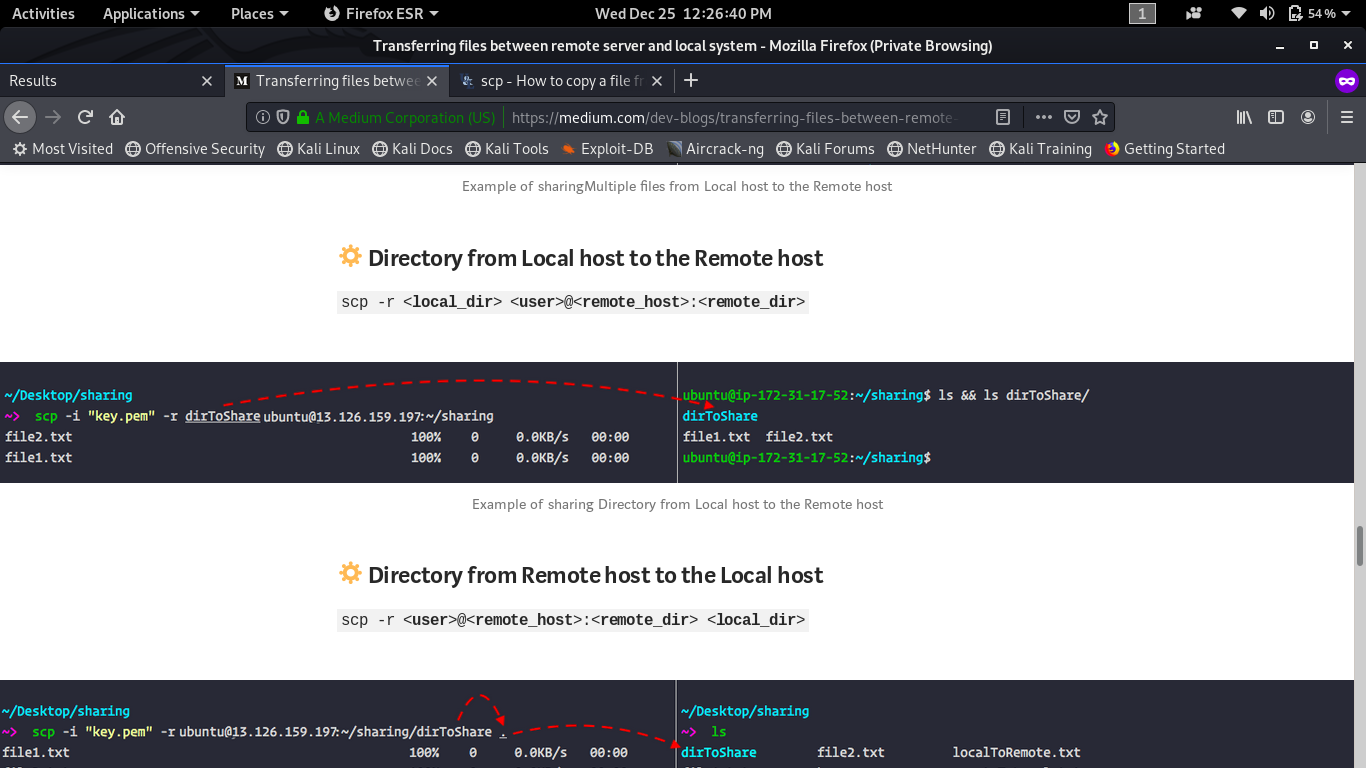 Activities Applications Places Firefox ESR Wed Dec 25 12:26:40 PM 1 54 %
Transferring files between remote server and local system - Mozilla Firefox (Private Browsing)
Results M Transferring files betwee scp - How to copy a file fr
A Medium Corporation (US) https://medium.com/dev-blogs/transferring-files-between-remote-
Most Visited Offensive Security Kali Linux Kali Docs Kali Tools Exploit-DB Aircrack-ng Kali Forums NetHunter Kali Training Getting Started
Example of sharingMultiple files from Local host to the Remote host
Directory from Local host to the Remote host
scp -r <local_dir> <user>@<remote_host>:<remote_dir>
~/Desktop/sharing
~> scp -i "key.pem" -r dirToShare ubuntu@13.126.159.197:~/sharing
file2.txt 100% 0 0.0KB/s 00:00
file1.txt 100% 0 0.0KB/s 00:00
ubuntu@ip-172-31-17-52:~/sharing$ ls && ls dirToShare/
dirToShare
file1.txt file2.txt
ubuntu@ip-172-31-17-52:~/sharing$
Example of sharing Directory from Local host to the Remote host
Directory from Remote host to the Local host
scp -r <user>@<remote_host>:<remote_dir> <local_dir>
~/Desktop/sharing
~> scp -i "key.pem" -r ubuntu@13.126.159.197:~/sharing/dirToShare .
file1.txt 100% 0 0.0KB/s 00:00
~/Desktop/sharing
~> ls
dirToShare file2.txt localToRemote.txt